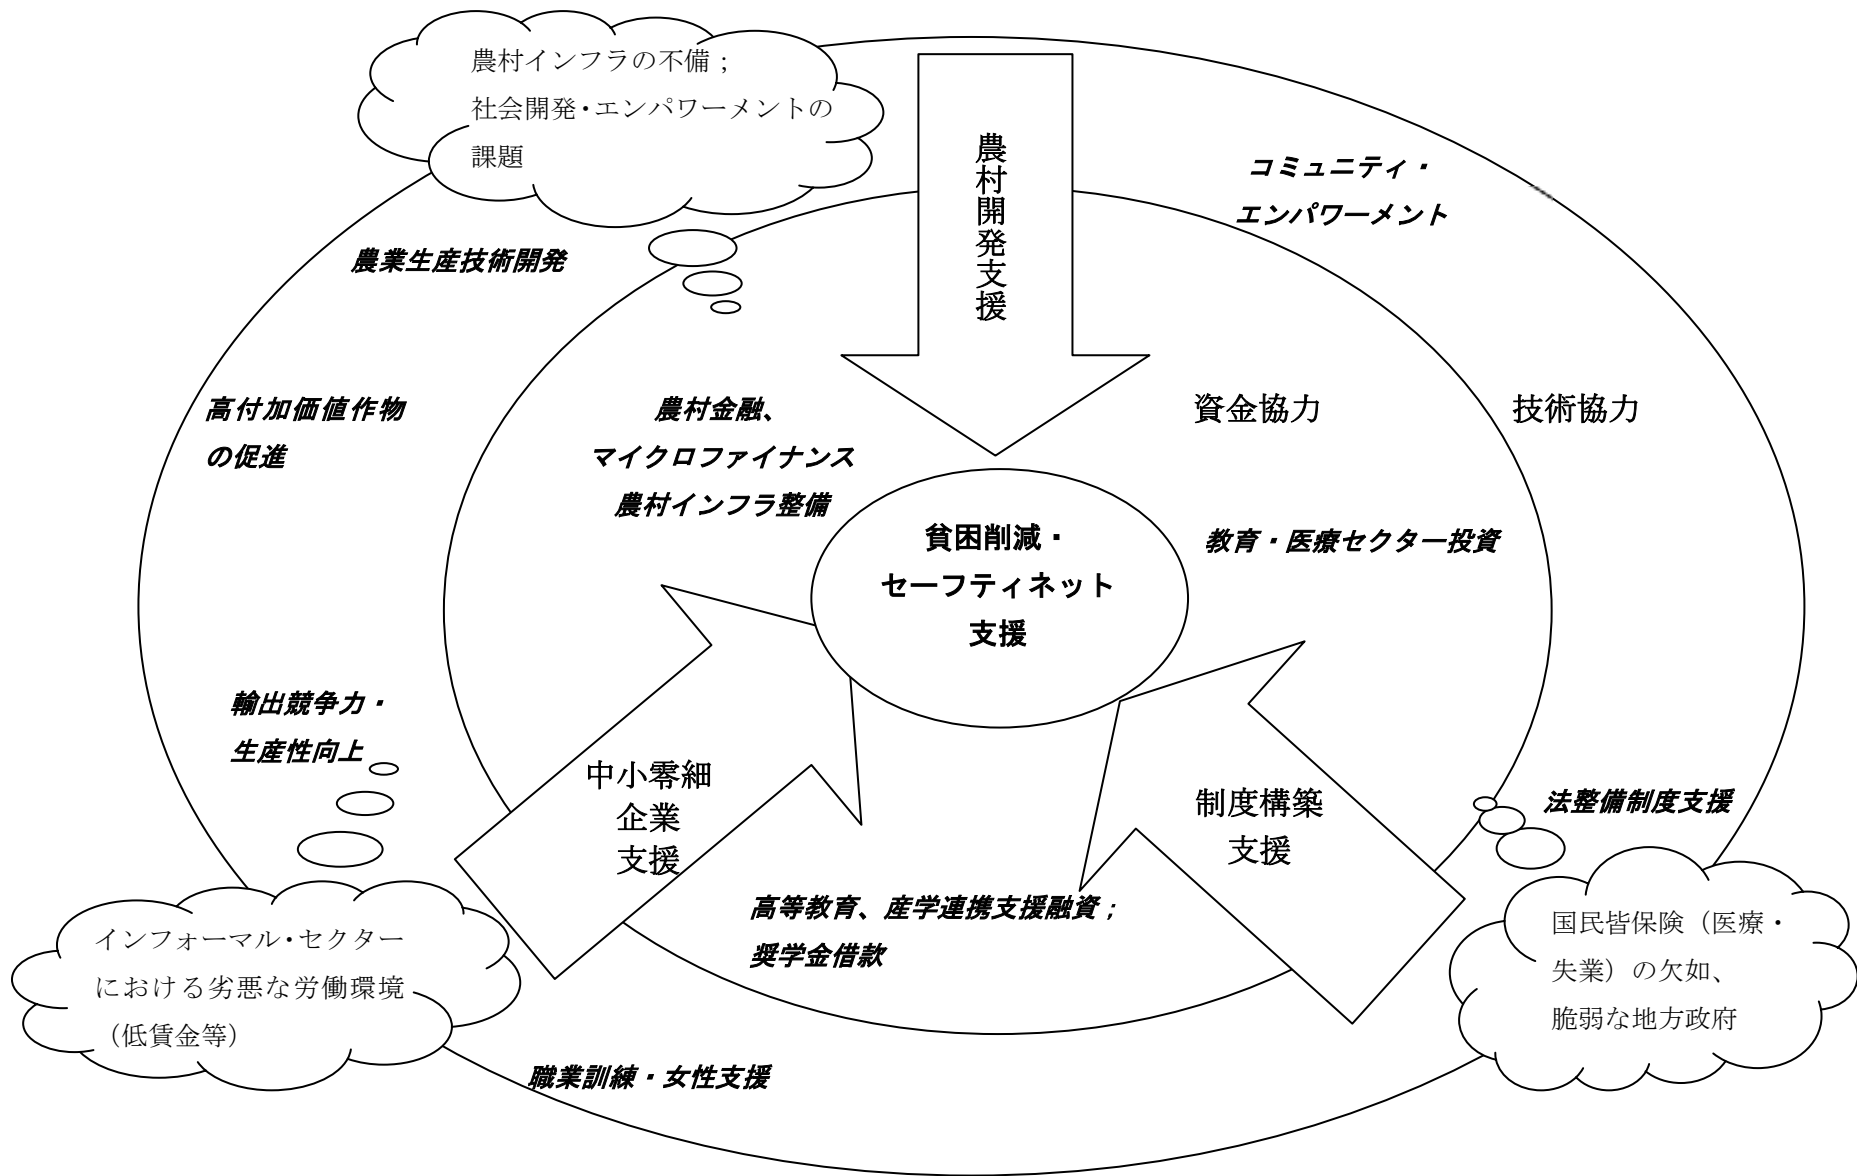 農村インフラの不備；
社会開発・エンパワーメントの
課題
農村開発支援
コミュニティ・
エンパワーメント
農業生産技術開発
高付加価値作物
の促進
農村金融、
マイクロファイナンス
農村インフラ整備
資金協力
技術協力
貧困削減・
セーフティネット
支援
教育・医療セクター投資
輸出競争力・
生産性向上
中小零細
企業
支援
制度構築
支援
法整備制度支援
高等教育、産学連携支援融資；
奨学金借款
インフォーマル・セクター
における劣悪な労働環境
（低賃金等）
国民皆保険（医療・
失業）の欠如、
脆弱な地方政府
職業訓練・女性支援